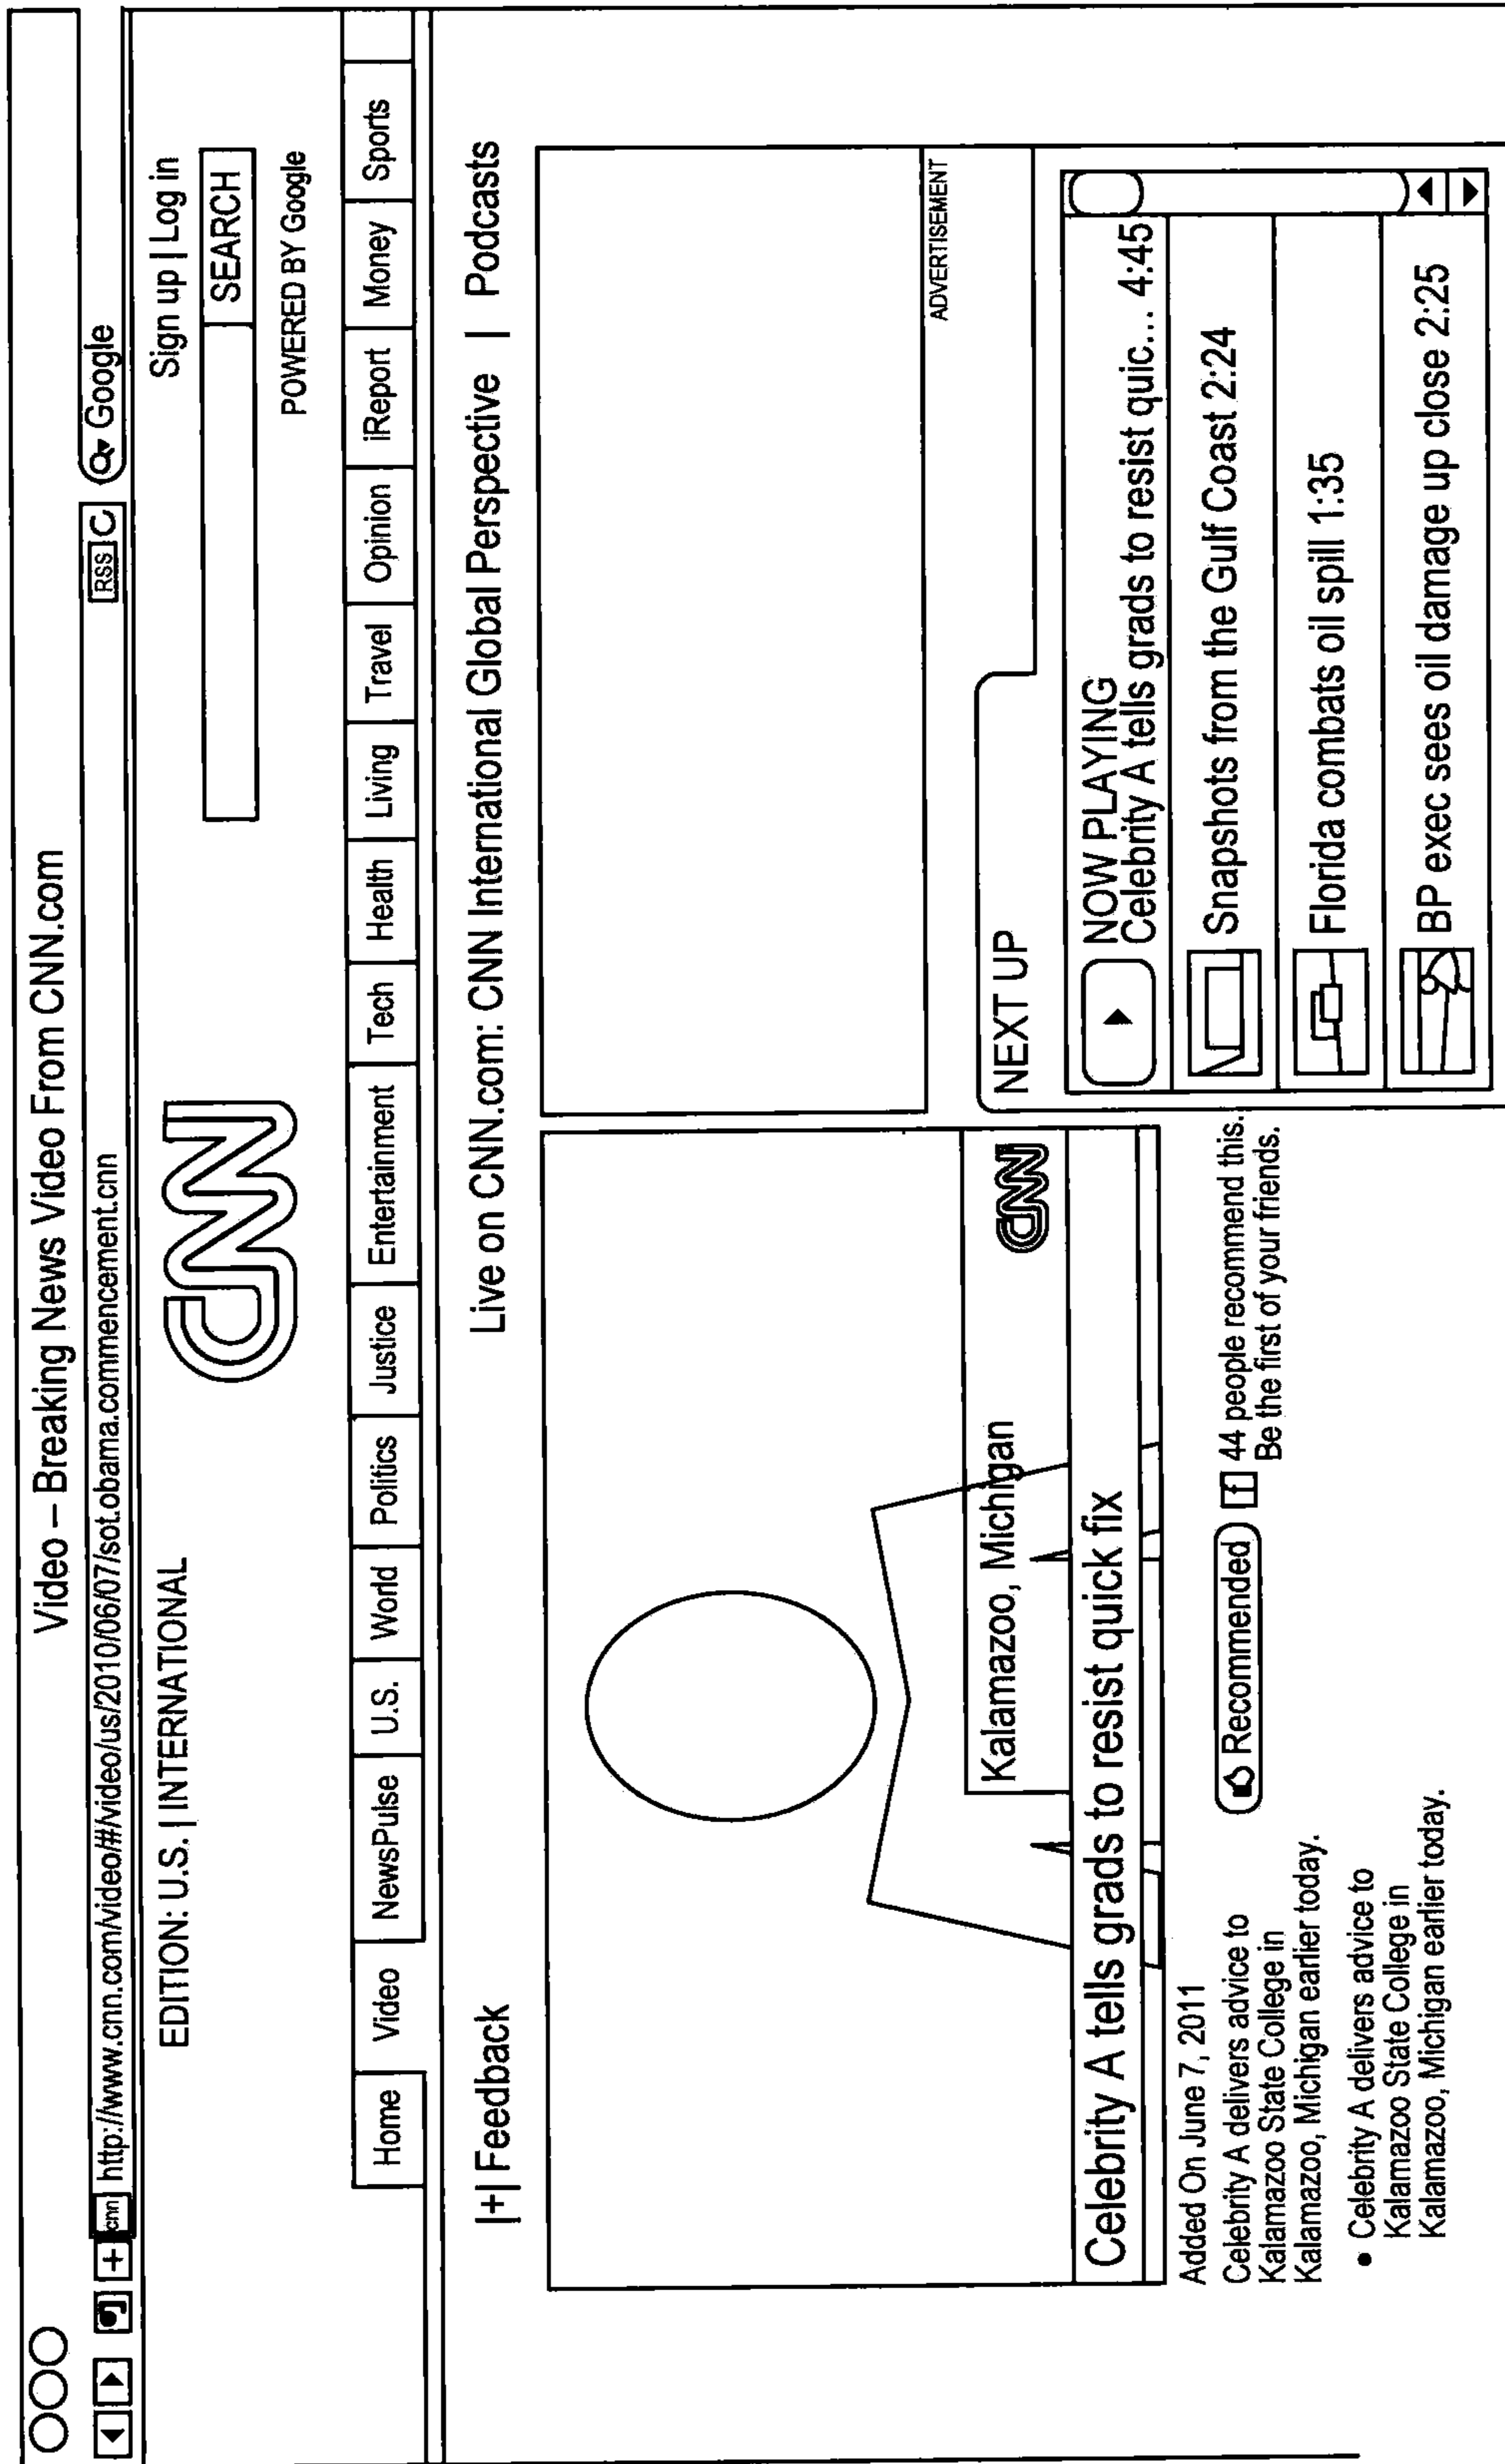 Video – Breaking News Video From CNN.com
cnn http://www.cnn.com/video/#/video/us/2010/06/07/sot.obama.commencement.cnn RSS C Google
EDITION: U.S. | INTERNATIONAL
CNN
Sign up | Log in
SEARCH
POWERED BY Google
Home Video NewsPulse U.S. World Politics Justice Entertainment Tech Health Living Travel Opinion iReport Money Sports
|+| Feedback
Live on CNN.com: CNN International Global Perspective | Podcasts
Kalamazoo, Michigan
CNN
Celebrity A tells grads to resist quick fix
Added On June 7, 2011
Celebrity A delivers advice to
Kalamazoo State College in
Kalamazoo, Michigan earlier today.
• Celebrity A delivers advice to
Kalamazoo State College in
Kalamazoo, Michigan earlier today.
Recommended
f 44 people recommend this.
Be the first of your friends.
ADVERTISEMENT
NEXT UP
NOW PLAYING
Celebrity A tells grads to resist quic... 4:45
Snapshots from the Gulf Coast 2:24
Florida combats oil spill 1:35
BP exec sees oil damage up close 2:25